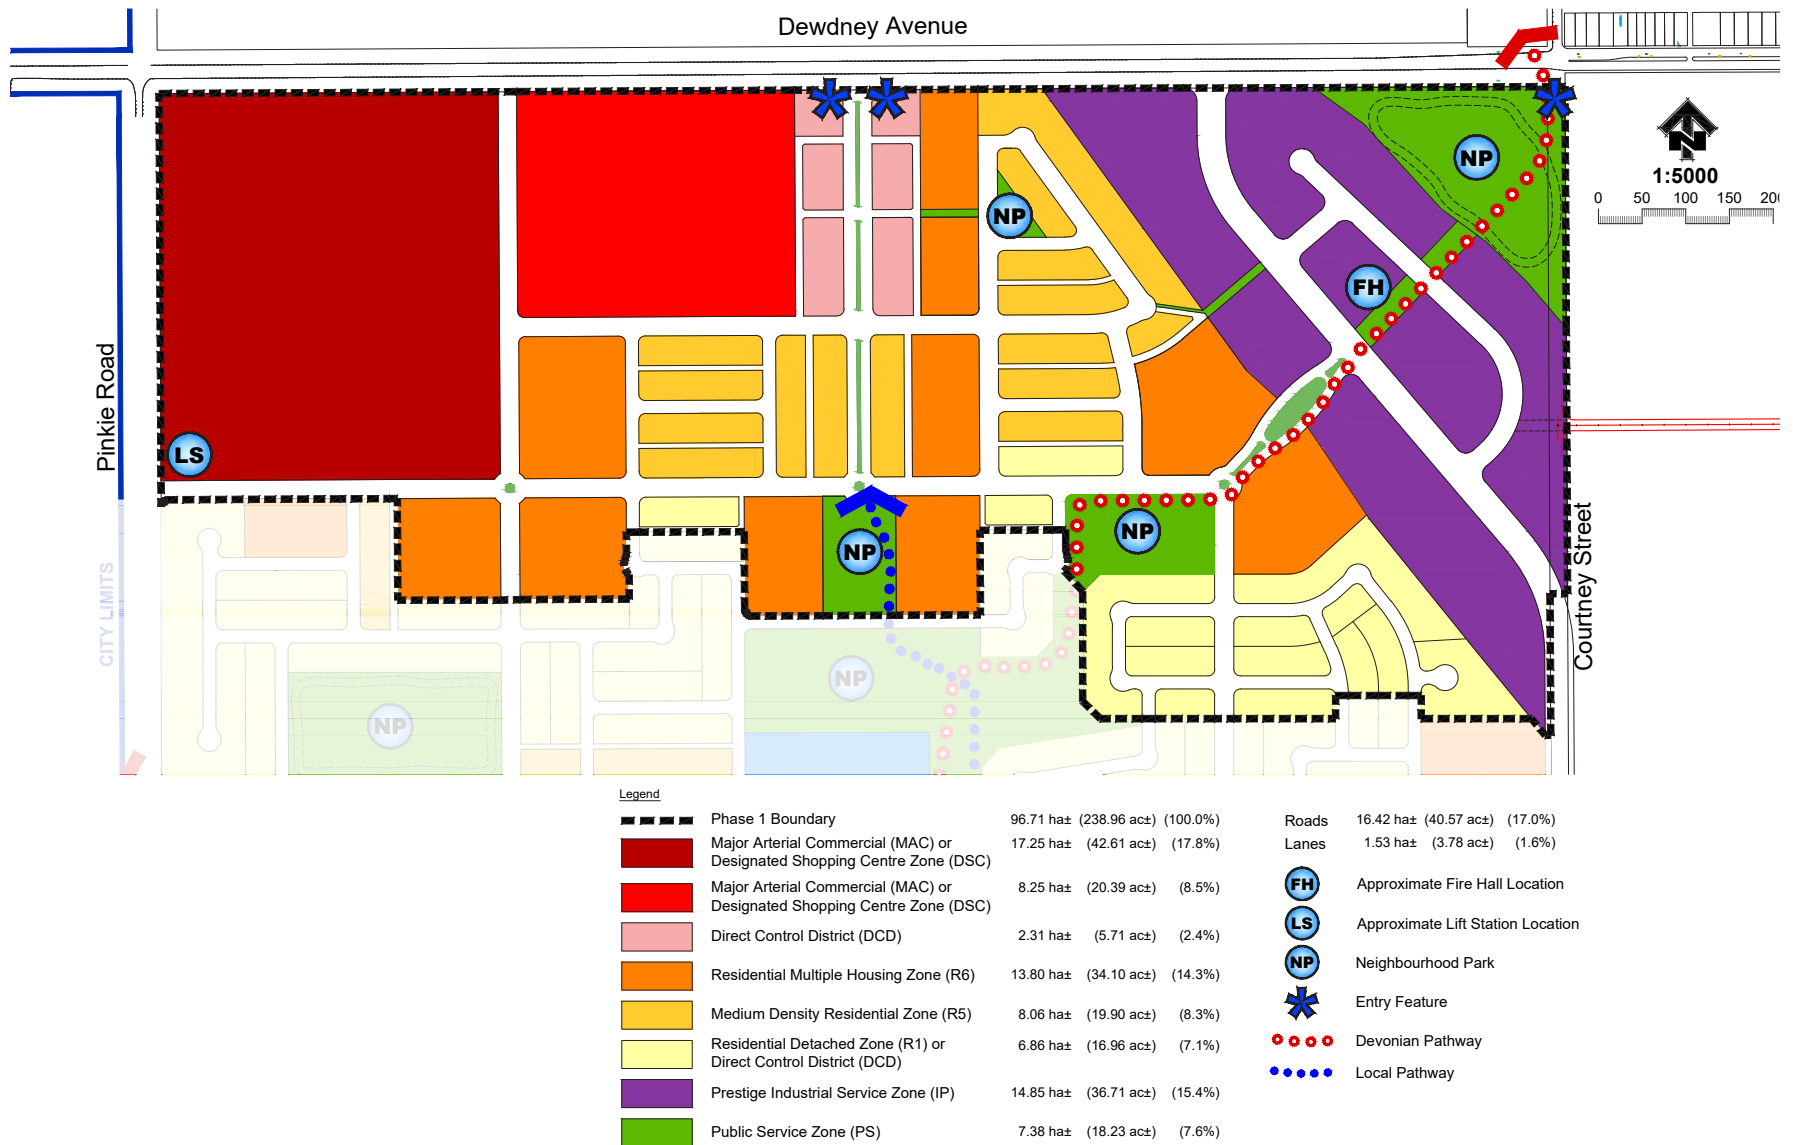 Dewdney Avenue
NP
N
1:5000
0 50 100 150 200
NP
FH
Pinkie Road
LS
NP
NP
CITY LIMITS
Courtney Street
NP
NP
Legend
Phase 1 Boundary 96.71 ha± (238.96 ac±) (100.0%)
Major Arterial Commercial (MAC) or 17.25 ha± (42.61 ac±) (17.8%)
Designated Shopping Centre Zone (DSC)
Major Arterial Commercial (MAC) or 8.25 ha± (20.39 ac±) (8.5%)
Designated Shopping Centre Zone (DSC)
Direct Control District (DCD) 2.31 ha± (5.71 ac±) (2.4%)
Residential Multiple Housing Zone (R6) 13.80 ha± (34.10 ac±) (14.3%)
Medium Density Residential Zone (R5) 8.06 ha± (19.90 ac±) (8.3%)
Residential Detached Zone (R1) or 6.86 ha± (16.96 ac±) (7.1%)
Direct Control District (DCD)
Prestige Industrial Service Zone (IP) 14.85 ha± (36.71 ac±) (15.4%)
Public Service Zone (PS) 7.38 ha± (18.23 ac±) (7.6%)
Roads 16.42 ha± (40.57 ac±) (17.0%)
Lanes 1.53 ha± (3.78 ac±) (1.6%)
FH Approximate Fire Hall Location
LS Approximate Lift Station Location
NP Neighbourhood Park
Entry Feature
Devonian Pathway
Local Pathway